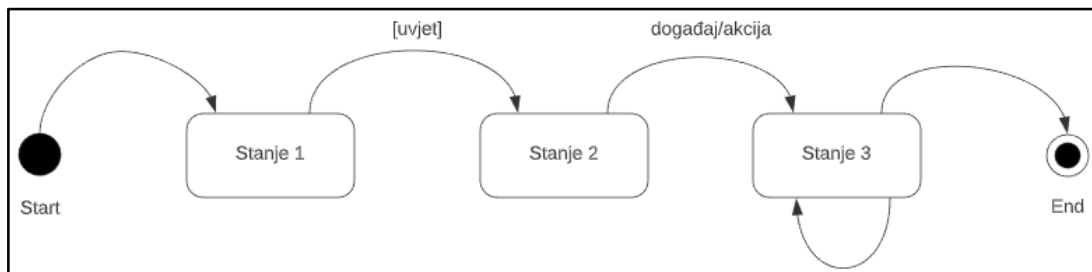 [uvjet]
događaj/akcija
Stanje 1
Stanje 2
Stanje 3
Start
End